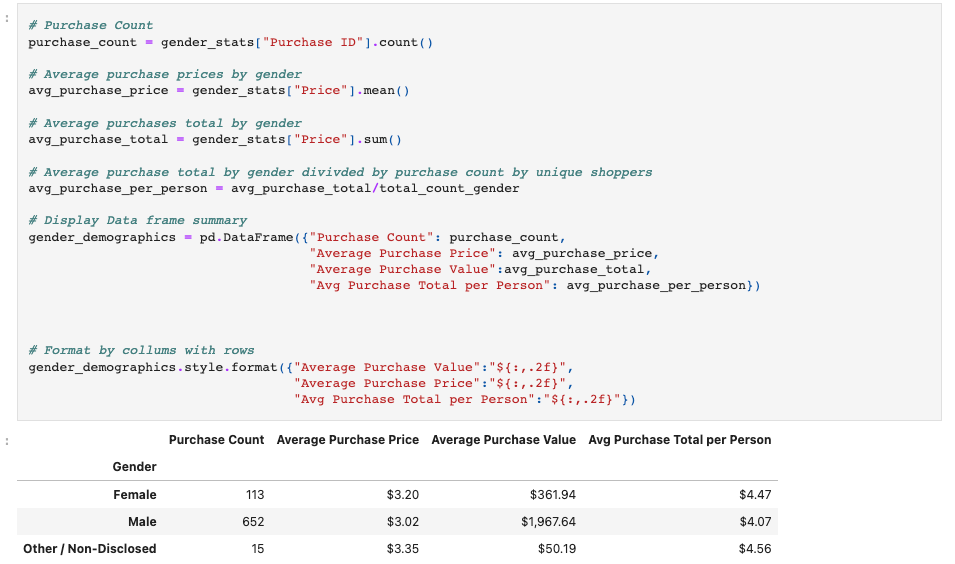 :
# Purchase Count
purchase_count = gender_stats["Purchase ID"].count()
# Average purchase prices by gender
avg_purchase_price = gender_stats["Price"].mean()
# Average purchases total by gender
avg_purchase_total = gender_stats["Price"].sum()
# Average purchase total by gender divivded by purchase count by unique shoppers
avg_purchase_per_person = avg_purchase_total/total_count_gender
# Display Data frame summary
gender_demographics = pd.DataFrame({"Purchase Count": purchase_count,
"Average Purchase Price": avg_purchase_price,
"Average Purchase Value":avg_purchase_total,
"Avg Purchase Total per Person": avg_purchase_per_person})
# Format by collums with rows
gender_demographics.style.format({"Average Purchase Value":"${:,.2f}",
"Average Purchase Price":"${:,.2f}",
"Avg Purchase Total per Person":"${:,.2f}"})
:
Purchase Count Average Purchase Price Average Purchase Value Avg Purchase Total per Person
Gender
Female 113 $3.20 $361.94 $4.47
Male 652 $3.02 $1,967.64 $4.07
Other / Non-Disclosed 15 $3.35 $50.19 $4.56